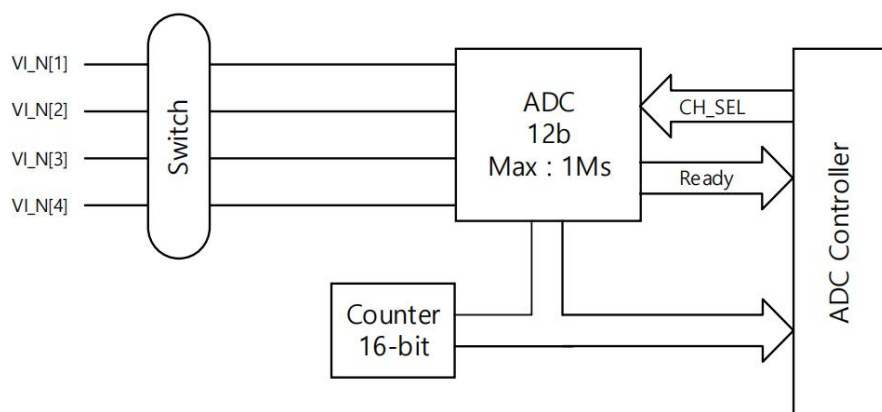 VI_N[1]
VI_N[2]
VI_N[3]
VI_N[4]
Switch
ADC
12b
Max : 1Ms
CH_SEL
Ready
Counter
16-bit
ADC Controller